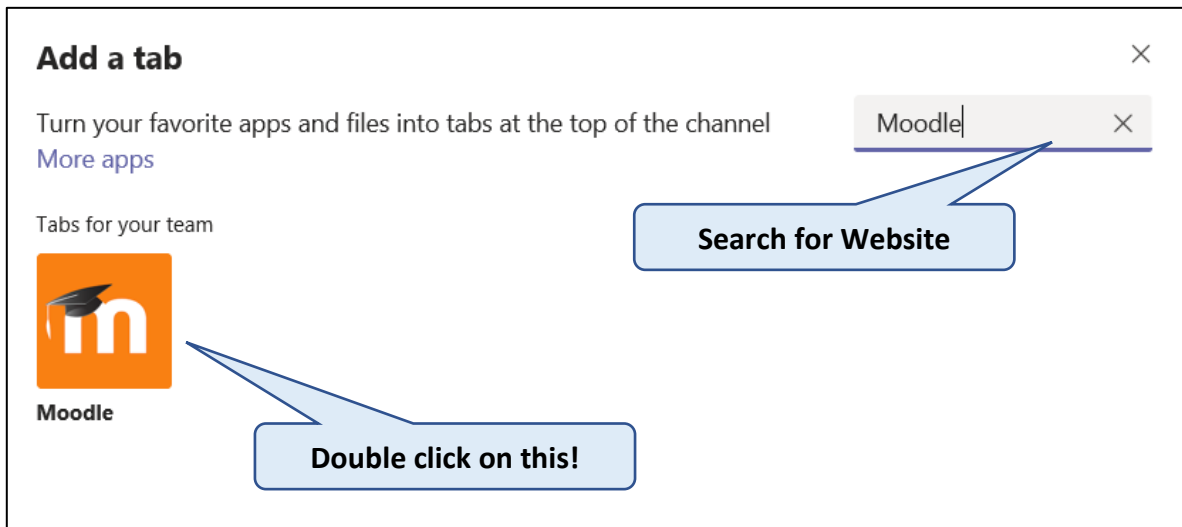 Add a tab
Turn your favorite apps and files into tabs at the top of the channel
More apps
Moodle
Search for Website
Tabs for your team
m
Moodle
Double click on this!